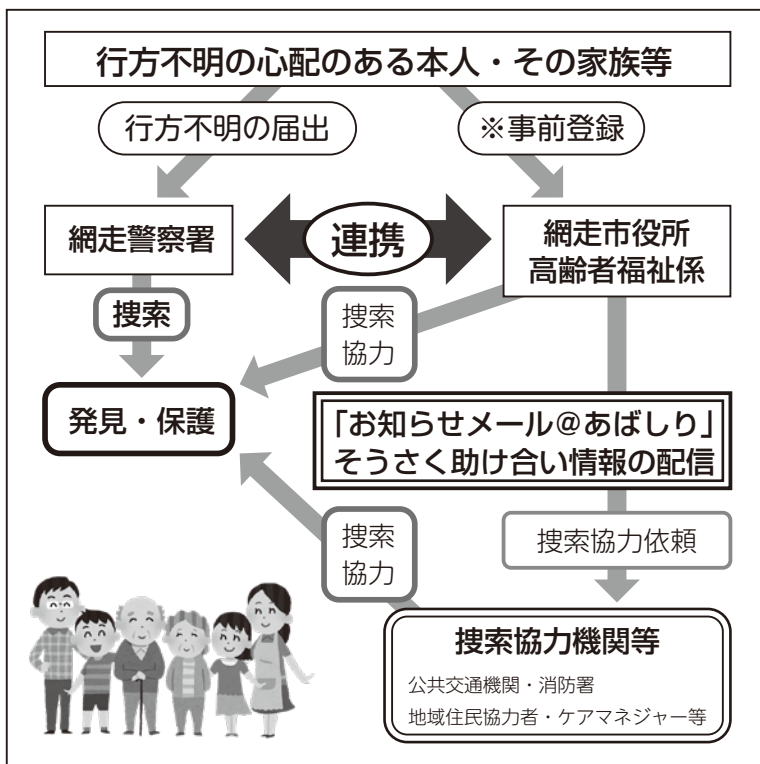 行方不明の心配のある本人・その家族等
行方不明の届出
※事前登録
網走警察署
連携
網走市役所
高齢者福祉係
捜索
捜索
協力
発見・保護
「お知らせメール@あばしり」
そうさく助け合い情報の配信
捜索
協力
捜索協力依頼
捜索協力機関等
公共交通機関・消防署
地域住民協力者・ケアマネジャー等